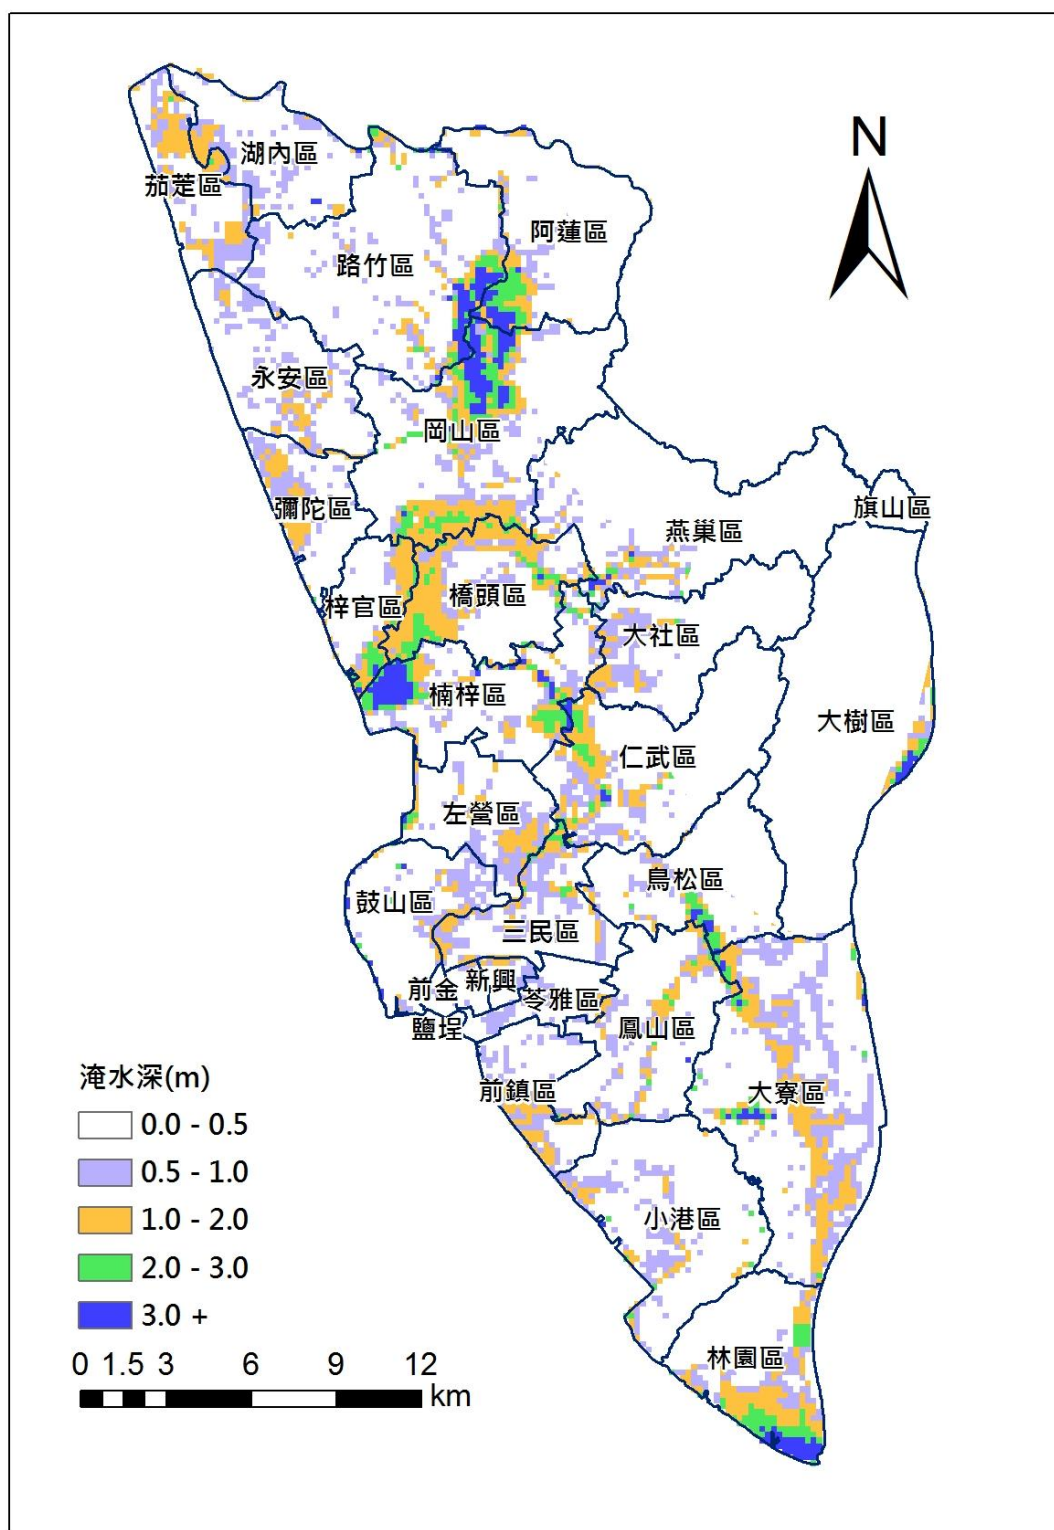 N
湖內區
茄萣區
阿蓮區
路竹區
永安區
岡山區
彌陀區
旗山區
燕巢區
橋頭區
梓官區
大社區
楠梓區
大樹區
仁武區
左營區
鳥松區
鼓山區
三民區
新興
前金
苓雅區
鹽埕
鳳山區
前鎮區
大寮區
小港區
林園區
淹水深(m)
0.0 - 0.5
0.5 - 1.0
1.0 - 2.0
2.0 - 3.0
3.0 +
0 1.5 3 6 9 12
km